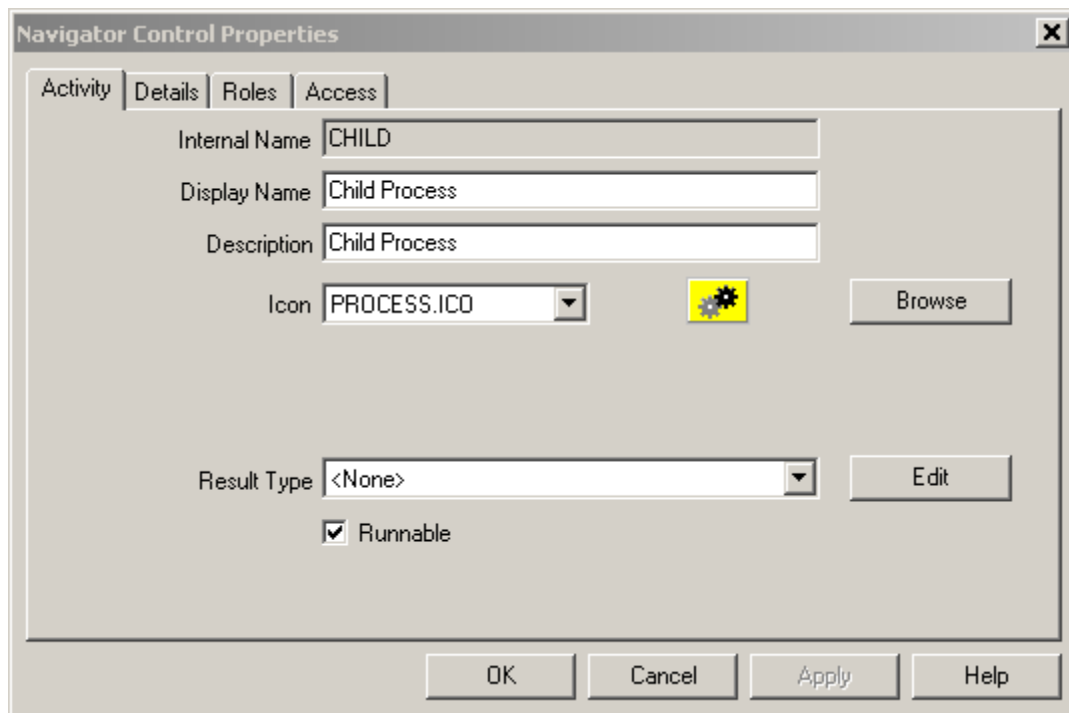 Navigator Control Properties
Activity Details Roles Access
Internal Name CHILD
Display Name Child Process
Description Child Process
Icon PROCESS.ICO Browse
Result Type <None> Edit
Runnable
OK Cancel Apply Help